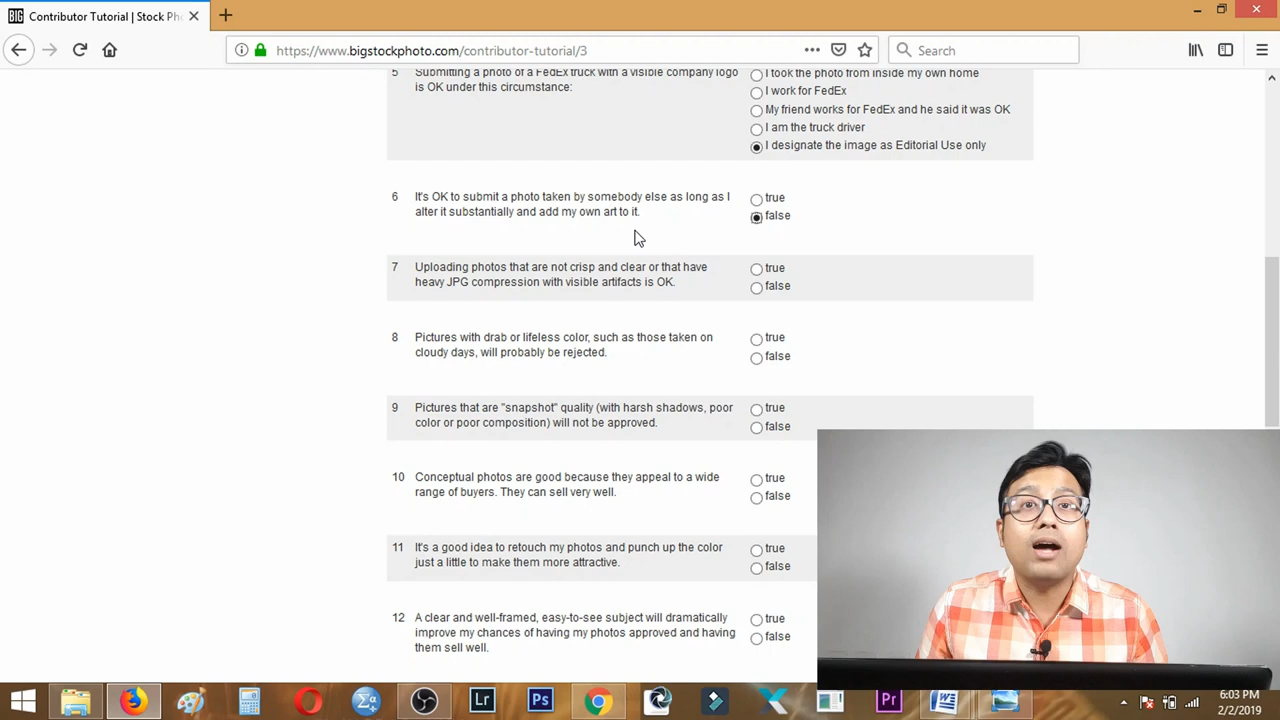 BIG
Contributor Tutorial | Stock Pho
https://www.bigstockphoto.com/contributor-tutorial/3
Search
5 Submitting a photo of a FedEx truck with a visible company logo
is OK under this circumstance:
I took the photo from inside my own home
I work for FedEx
My friend works for FedEx and he said it was OK
I am the truck driver
I designate the image as Editorial Use only
6 It's OK to submit a photo taken by somebody else as long as I
alter it substantially and add my own art to it.
true
false
7 Uploading photos that are not crisp and clear or that have
heavy JPG compression with visible artifacts is OK.
true
false
8 Pictures with drab or lifeless color, such as those taken on
cloudy days, will probably be rejected.
true
false
9 Pictures that are "snapshot" quality (with harsh shadows, poor
color or poor composition) will not be approved.
true
false
10 Conceptual photos are good because they appeal to a wide
range of buyers. They can sell very well.
true
false
11 It's a good idea to retouch my photos and punch up the color
just a little to make them more attractive.
true
false
12 A clear and well-framed, easy-to-see subject will dramatically
improve my chances of having my photos approved and having
them sell well.
true
false
Lr
Ps
Pr
6:03 PM
2/2/2019